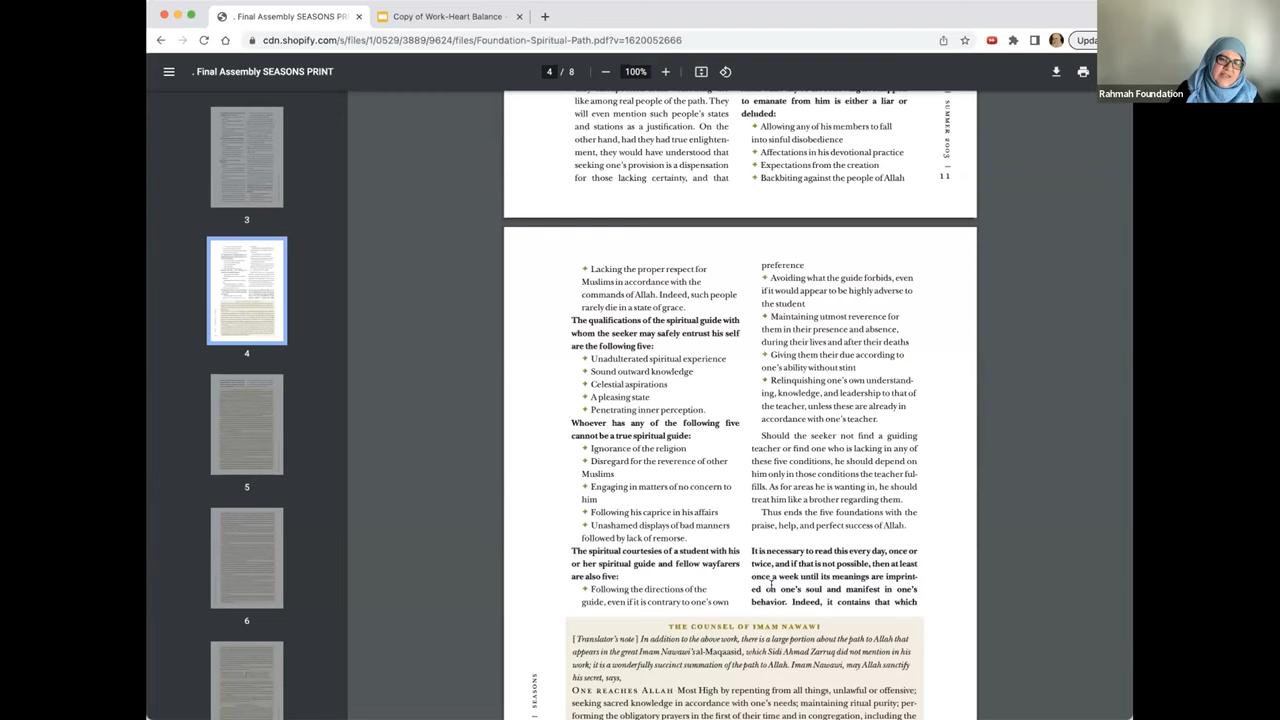 . Final Assembly SEASONS PRI
Copy of Work-Heart Balance
cdn.shopify.com/s/files/1/0529/3889/9624/files/Foundation-Spiritual-Path.pdf?v=1620052666
Upda
Rahmah Foundation
. Final Assembly SEASONS PRINT
4 / 8
100%
3
4
5
6
like among real people of the path. They
will even mention such people's states
and stations as a justification. On the
other hand, had they had true enlighten-
ment, they would have understood that
seeking one's provision is a dispensation
for those lacking certainty, and that
to emanate from him is either a liar or
deluded:
Allowing any of his members to fall
into sinful disobedience
Affectations in his devotional practice
Expectations from the creation
Backbiting against the people of Allah
| SUMMER 2003 |
11
Lacking the proper respect for
Muslims in accordance with the
commands of Allah. Indeed, such people
rarely die in a state of grace.
The qualifications of the spiritual guide with
whom the seeker may safely entrust his self
are the following five:
Unadulterated spiritual experience
Sound outward knowledge
Celestial aspirations
A pleasing state
Penetrating inner perception.
Whoever has any of the following five
cannot be a true spiritual guide:
Ignorance of the religion
Disregard for the reverence of other
Muslims
Engaging in matters of no concern to
him
Following his caprice in his affairs
Unashamed displays of bad manners
followed by lack of remorse.
The spiritual courtesies of a student with his
or her spiritual guide and fellow wayfarers
are also five:
Following the directions of the
guide, even if it is contrary to one's own
preference
Avoiding what the guide forbids, even
if it would appear to be highly adverse to
the student
Maintaining utmost reverence for
them in their presence and absence,
during their lives and after their deaths
Giving them their due according to
one's ability without stint
Relinquishing one's own understand-
ing, knowledge, and leadership to that of
the teacher, unless these are already in
accordance with one's teacher.
Should the seeker not find a guiding
teacher or find one who is lacking in any of
these five conditions, he should depend on
him only in those conditions the teacher ful-
fills. As for areas he is wanting in, he should
treat him like a brother regarding them.
Thus ends the five foundations with the
praise, help, and perfect success of Allah.
It is necessary to read this every day, once or
twice, and if that is not possible, then at least
once a week until its meanings are imprint-
ed on one's soul and manifest in one's
behavior. Indeed, it contains that which
THE COUNSEL OF IMAM NAWAWI
[Translator's note] In addition to the above work, there is a large portion about the path to Allah that
appears in the great Imam Nawawi's al-Maqaasid, which Sidi Ahmad Zarruq did not mention in his
work; it is a wonderfully succinct summation of the path to Allah. Imam Nawawi, may Allah sanctify
his secret, says,
ONE REACHES ALLAH Most High by repenting from all things, unlawful or offensive;
seeking sacred knowledge in accordance with one's needs; maintaining ritual purity; per-
forming the obligatory prayers in the first of their time and in congregation, including the
| SEASONS